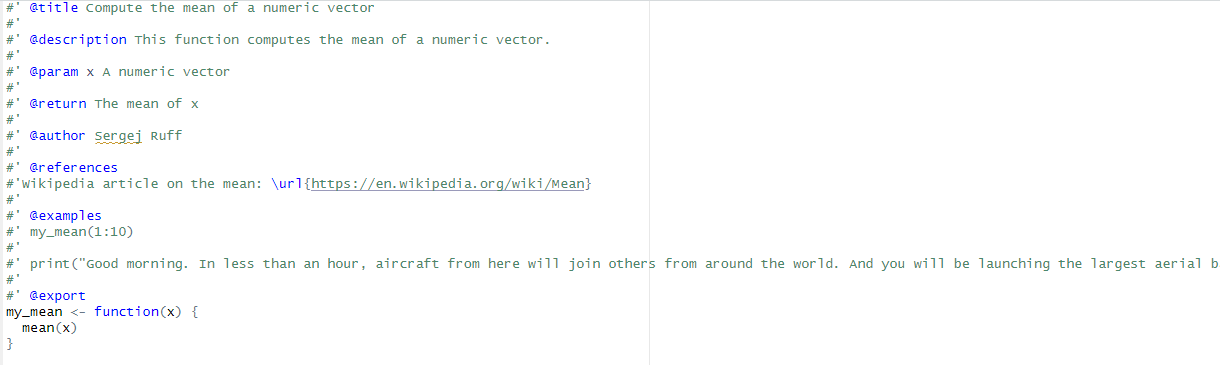 #' @title Compute the mean of a numeric vector
#'
#' @description This function computes the mean of a numeric vector.
#'
#' @param x A numeric vector
#'
#' @return The mean of x
#'
#' @author Sergej Ruff
#'
#' @references
#'Wikipedia article on the mean: \url{https://en.wikipedia.org/wiki/Mean}
#'
#' @examples
#' my_mean(1:10)
#'
#' print("Good morning. In less than an hour, aircraft from here will join others from around the world. And you will be launching the largest aerial b
#'
#' @export
my_mean <- function(x) {
  mean(x)
}